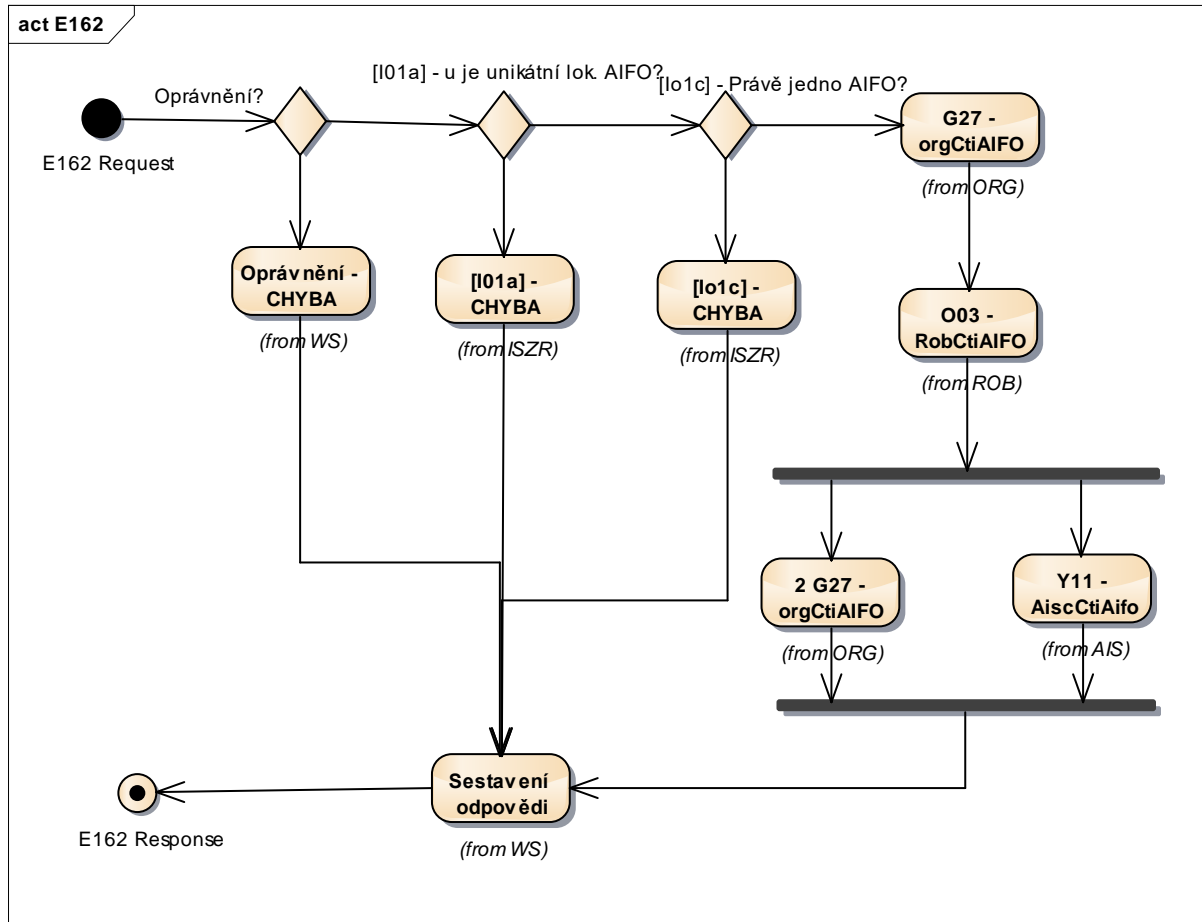 act E162
[I01a] - u je unikátní lok. AIFO?
[Io1c] - Právě jedno AIFO?
Oprávnění?
E162 Request
G27 -
orgCtiAIFO
(from ORG)
Oprávnění -
CHYBA
(from WS)
[I01a] -
CHYBA
(from ISZR)
[Io1c] -
CHYBA
(from ISZR)
O03 -
RobCtiAIFO
(from ROB)
2 G27 -
orgCtiAIFO
(from ORG)
Y11 -
AiscCtiAifo
(from AIS)
Sestavení
odpovědi
(from WS)
E162 Response